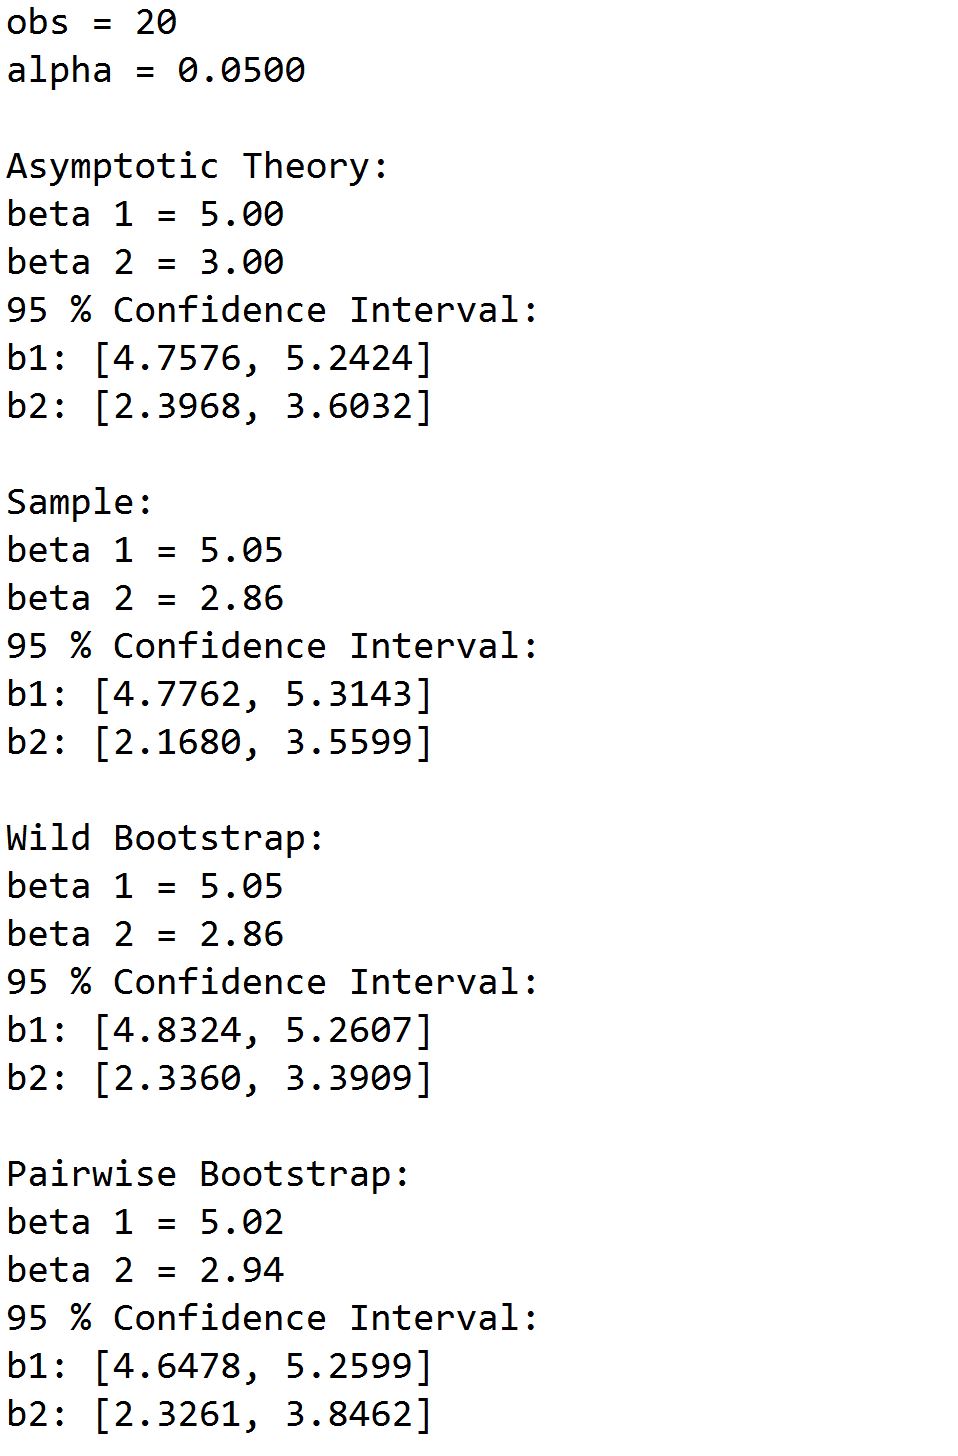 obs = 20
alpha = 0.0500
Asymptotic Theory:
beta 1 = 5.00
beta 2 = 3.00
95 % Confidence Interval:
b1: [4.7576, 5.2424]
b2: [2.3968, 3.6032]
Sample:
beta 1 = 5.05
beta 2 = 2.86
95 % Confidence Interval:
b1: [4.7762, 5.3143]
b2: [2.1680, 3.5599]
Wild Bootstrap:
beta 1 = 5.05
beta 2 = 2.86
95 % Confidence Interval:
b1: [4.8324, 5.2607]
b2: [2.3360, 3.3909]
Pairwise Bootstrap:
beta 1 = 5.02
beta 2 = 2.94
95 % Confidence Interval:
b1: [4.6478, 5.2599]
b2: [2.3261, 3.8462]